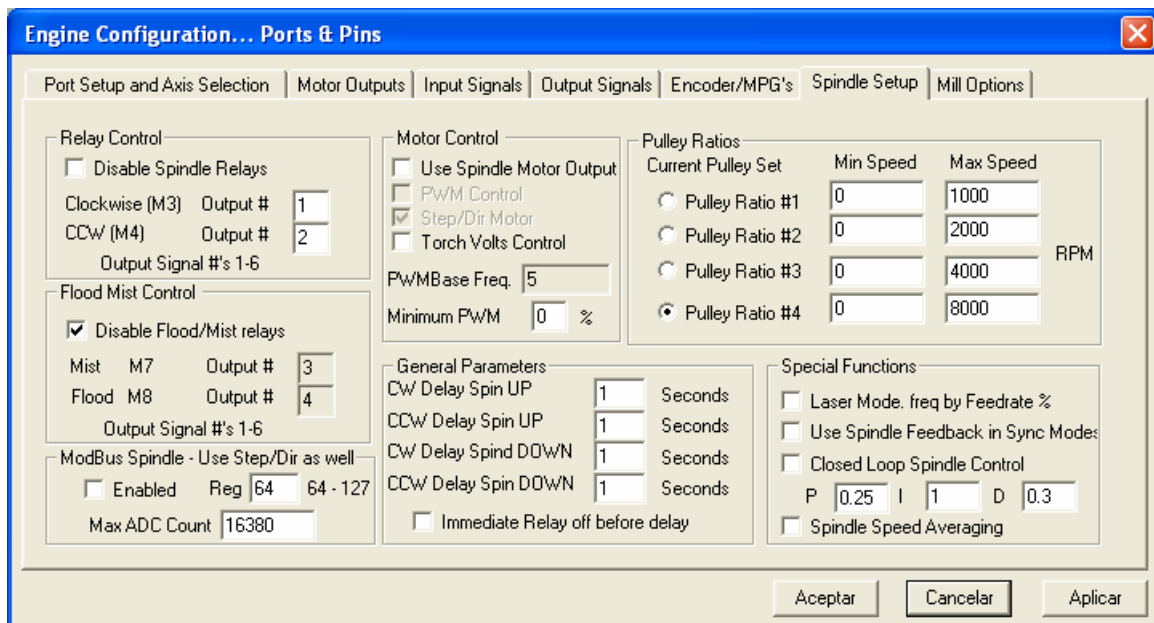 Engine Configuration... Ports & Pins
Port Setup and Axis Selection
Motor Outputs
Input Signals
Output Signals
Encoder/MPG's
Spindle Setup
Mill Options
Relay Control
Disable Spindle Relays
Clockwise (M3) Output # 1
CCW (M4) Output # 2
Output Signal #'s 1-6
Flood Mist Control
Disable Flood/Mist relays
Mist M7 Output # 3
Flood M8 Output # 4
Output Signal #'s 1-6
ModBus Spindle - Use Step/Dir as well
Enabled Reg 64 64 - 127
Max ADC Count 16380
Motor Control
Use Spindle Motor Output
PWM Control
Step/Dir Motor
Torch Volts Control
PWMBase Freq. 5
Minimum PWM 0 %
General Parameters
CW Delay Spin UP 1 Seconds
CCW Delay Spin UP 1 Seconds
CW Delay Spind DOWN 1 Seconds
CCW Delay Spin DOWN 1 Seconds
Immediate Relay off before delay
Pulley Ratios
Current Pulley Set Min Speed Max Speed
Pulley Ratio #1 0 1000
Pulley Ratio #2 0 2000
Pulley Ratio #3 0 4000
Pulley Ratio #4 0 8000
RPM
Special Functions
Laser Mode. freq by Feedrate %
Use Spindle Feedback in Sync Modes
Closed Loop Spindle Control
P 0.25 I 1 D 0.3
Spindle Speed Averaging
Aceptar
Cancelar
Aplicar